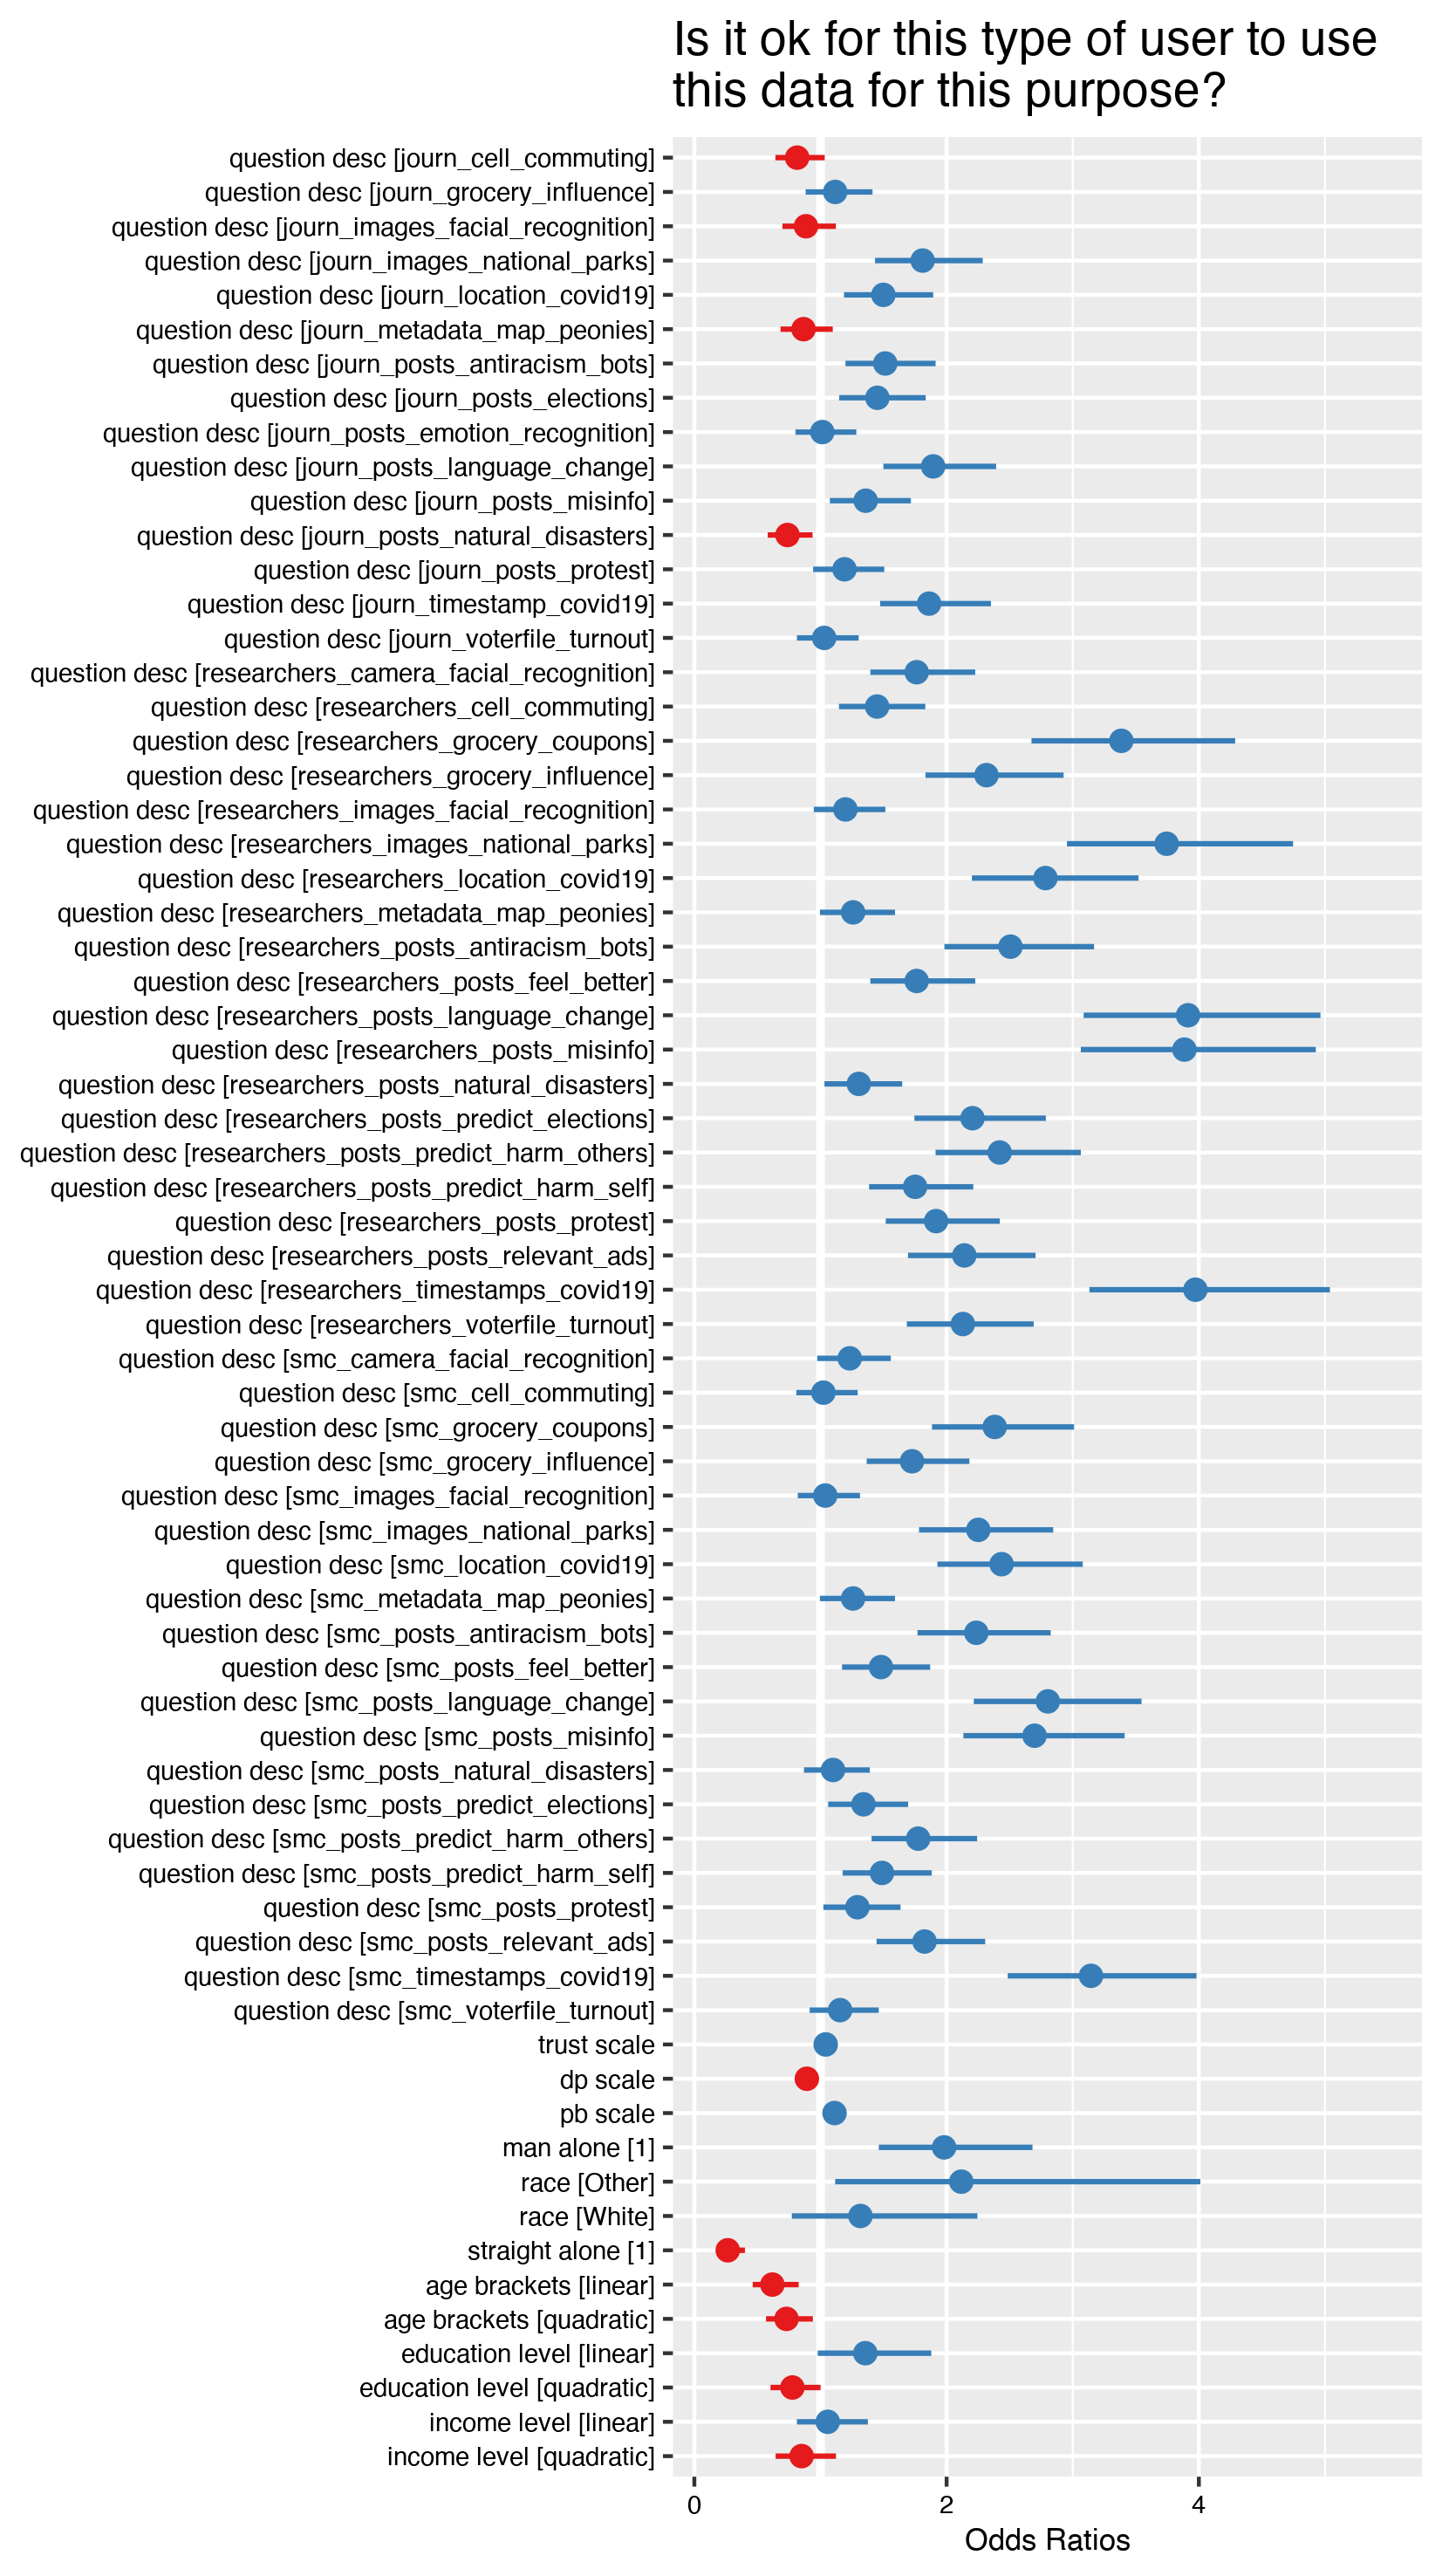 Is it ok for this type of user to use
this data for this purpose?
question desc [journ_cell_commuting]
question desc [journ_grocery_influence]
question desc [journ_images_facial_recognition]
question desc [journ_images_national_parks]
question desc [journ_location_covid19]
question desc [journ_metadata_map_peonies]
question desc [journ_posts_antiracism_bots]
question desc [journ_posts_elections]
question desc [journ_posts_emotion_recognition]
question desc [journ_posts_language_change]
question desc [journ_posts_misinfo]
question desc [journ_posts_natural_disasters]
question desc [journ_posts_protest]
question desc [journ_timestamp_covid19]
question desc [journ_voterfile_turnout]
question desc [researchers_camera_facial_recognition]
question desc [researchers_cell_commuting]
question desc [researchers_grocery_coupons]
question desc [researchers_grocery_influence]
question desc [researchers_images_facial_recognition]
question desc [researchers_images_national_parks]
question desc [researchers_location_covid19]
question desc [researchers_metadata_map_peonies]
question desc [researchers_posts_antiracism_bots]
question desc [researchers_posts_feel_better]
question desc [researchers_posts_language_change]
question desc [researchers_posts_misinfo]
question desc [researchers_posts_natural_disasters]
question desc [researchers_posts_predict_elections]
question desc [researchers_posts_predict_harm_others]
question desc [researchers_posts_predict_harm_self]
question desc [researchers_posts_protest]
question desc [researchers_posts_relevant_ads]
question desc [researchers_timestamps_covid19]
question desc [researchers_voterfile_turnout]
question desc [smc_camera_facial_recognition]
question desc [smc_cell_commuting]
question desc [smc_grocery_coupons]
question desc [smc_grocery_influence]
question desc [smc_images_facial_recognition]
question desc [smc_images_national_parks]
question desc [smc_location_covid19]
question desc [smc_metadata_map_peonies]
question desc [smc_posts_antiracism_bots]
question desc [smc_posts_feel_better]
question desc [smc_posts_language_change]
question desc [smc_posts_misinfo]
question desc [smc_posts_natural_disasters]
question desc [smc_posts_predict_elections]
question desc [smc_posts_predict_harm_others]
question desc [smc_posts_predict_harm_self]
question desc [smc_posts_protest]
question desc [smc_posts_relevant_ads]
question desc [smc_timestamps_covid19]
question desc [smc_voterfile_turnout]
trust scale
dp scale
pb scale
man alone [1]
race [Other]
race [White]
straight alone [1]
age brackets [linear]
age brackets [quadratic]
education level [linear]
education level [quadratic]
income level [linear]
income level [quadratic]
0 2 4
Odds Ratios